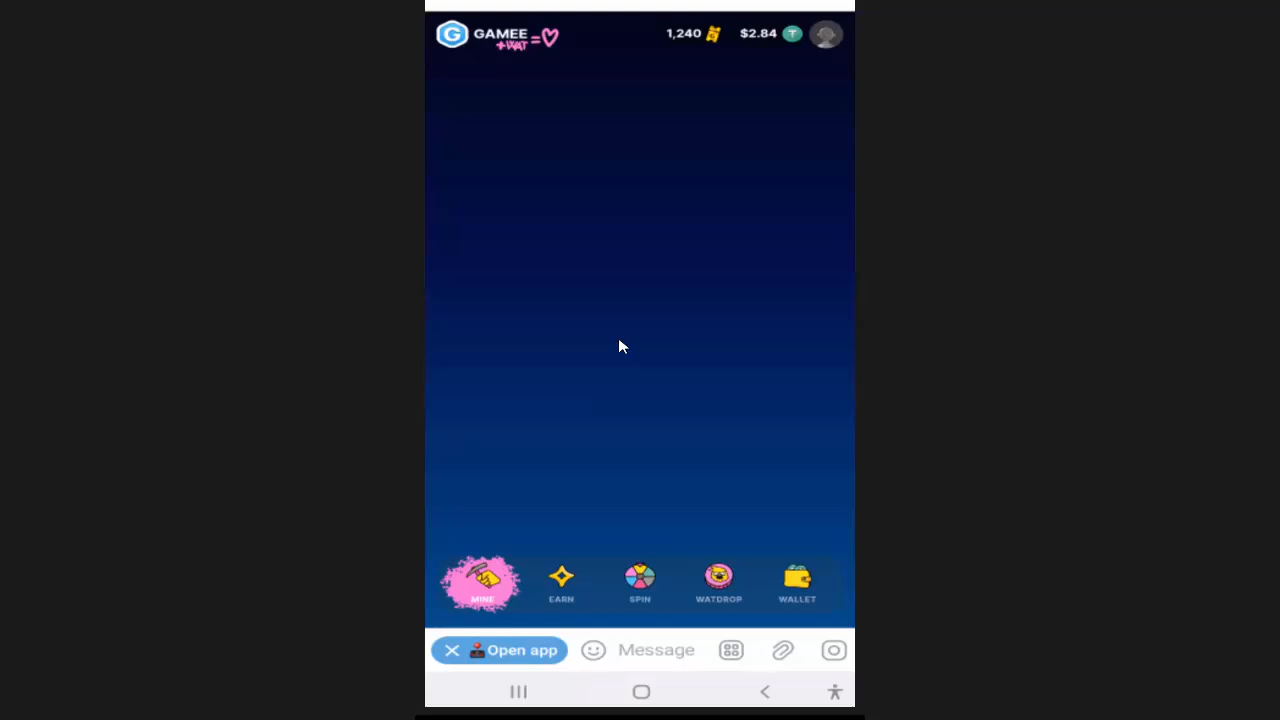 GAMEE
+WAT =
1,240
$2.84
MINE
EARN
SPIN
WATDROP
WALLET
Open app
Message